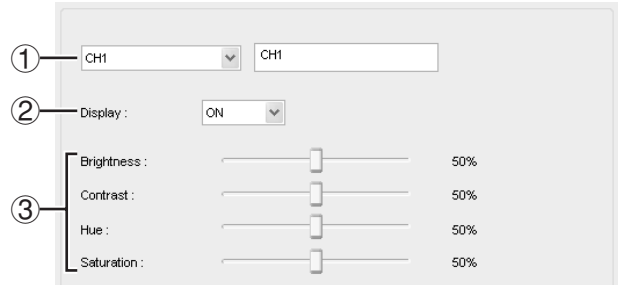 ① CH1 CH1
② Display : ON
③ Brightness : 50%
Contrast : 50%
Hue : 50%
Saturation : 50%